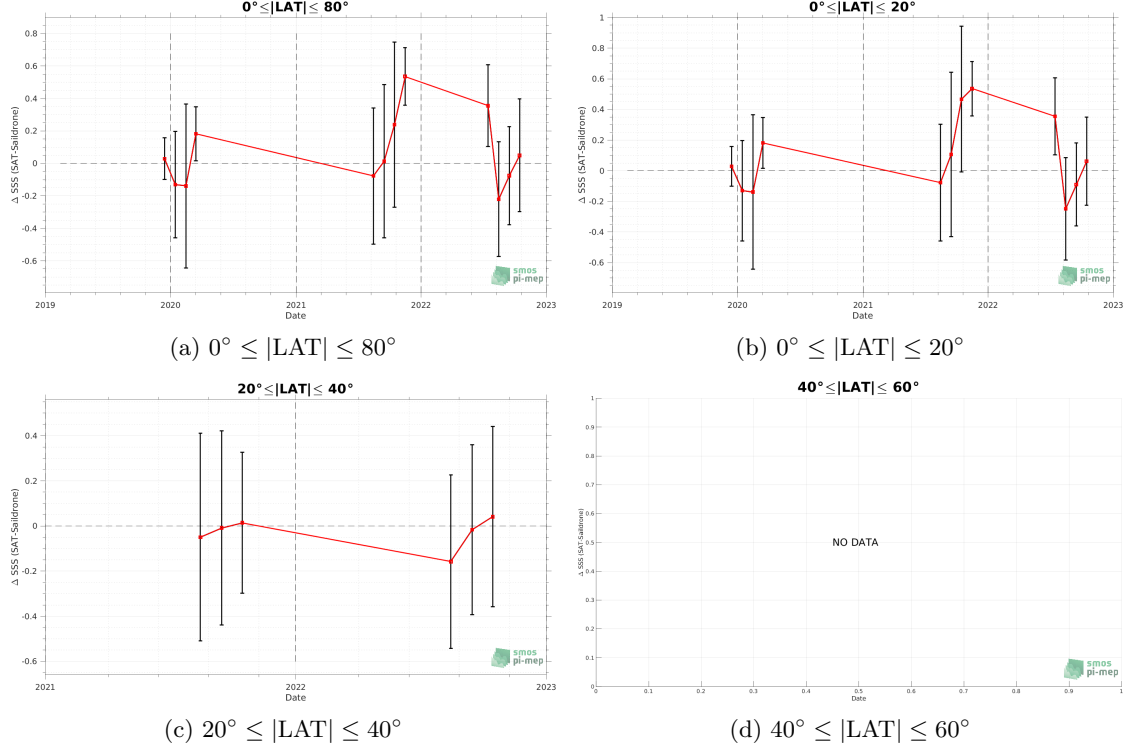 0°≤|LAT|≤ 80°
0.8
0.6
0.4
0.2
0
-0.2
-0.4
-0.6
Δ SSS (SAT-Saildrone)
smos
pi-mep
2019
2020
2021
2022
2023
Date
(a) 0° ≤ |LAT| ≤ 80°
0°≤|LAT|≤ 20°
1
0.8
0.6
0.4
0.2
0
-0.2
-0.4
-0.6
Δ SSS (SAT-Saildrone)
smos
pi-mep
2019
2020
2021
2022
2023
Date
(b) 0° ≤ |LAT| ≤ 20°
20°≤|LAT|≤ 40°
0.4
0.2
0
-0.2
-0.4
-0.6
Δ SSS (SAT-Saildrone)
smos
pi-mep
2021
2022
2023
Date
(c) 20° ≤ |LAT| ≤ 40°
40°≤|LAT|≤ 60°
1
0.9
0.8
0.7
0.6
0.5
0.4
0.3
0.2
0.1
0
Δ SSS (SAT-Saildrone)
NO DATA
smos
pi-mep
0
0.1
0.2
0.3
0.4
0.5
0.6
0.7
0.8
0.9
1
Date
(d) 40° ≤ |LAT| ≤ 60°